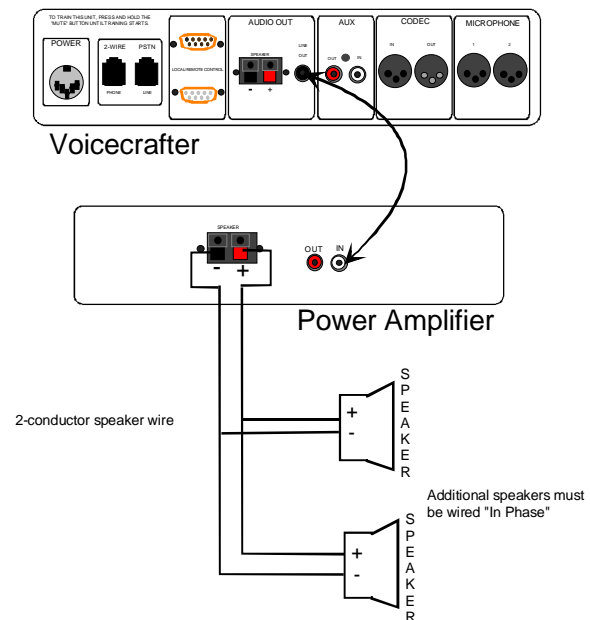 TO TRAIN THIS UNIT, PRESS AND HOLD THE
"MUTE" BUTTON UNTIL TRAINING STARTS.
POWER
2-WIRE PSTN
PHONE LINE
LOCAL/REMOTE CONTROL
AUDIO OUT
SPEAKER
LINE
OUT
- +
AUX
OUT IN
CODEC
IN OUT
MICROPHONE
1 2
Voicecrafter
SPEAKER
- +
OUT IN
Power Amplifier
2-conductor speaker wire
+
-
SPEAKER
Additional speakers must
be wired "In Phase"
+
-
SPEAKER